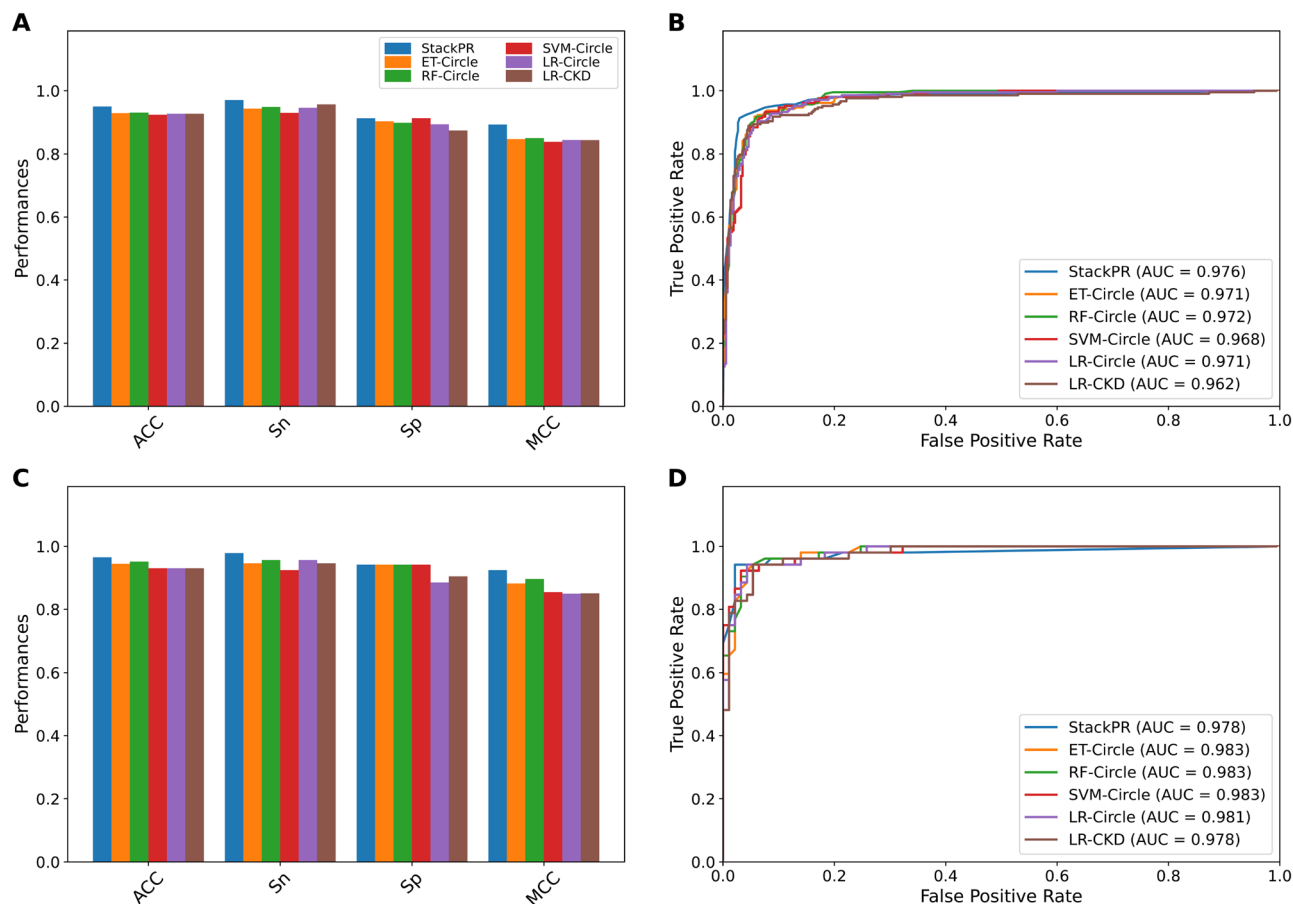 A
StackPR
ET-Circle
RF-Circle
SVM-Circle
LR-Circle
LR-CKD
Performances
1.0
0.8
0.6
0.4
0.2
0.0
ACC
Sn
Sp
MCC
B
True Positive Rate
1.0
0.8
0.6
0.4
0.2
0.0
StackPR (AUC = 0.976)
ET-Circle (AUC = 0.971)
RF-Circle (AUC = 0.972)
SVM-Circle (AUC = 0.968)
LR-Circle (AUC = 0.971)
LR-CKD (AUC = 0.962)
0.0
0.2
0.4
0.6
0.8
1.0
False Positive Rate
C
Performances
1.0
0.8
0.6
0.4
0.2
0.0
ACC
Sn
Sp
MCC
D
True Positive Rate
1.0
0.8
0.6
0.4
0.2
0.0
StackPR (AUC = 0.978)
ET-Circle (AUC = 0.983)
RF-Circle (AUC = 0.983)
SVM-Circle (AUC = 0.983)
LR-Circle (AUC = 0.981)
LR-CKD (AUC = 0.978)
0.0
0.2
0.4
0.6
0.8
1.0
False Positive Rate